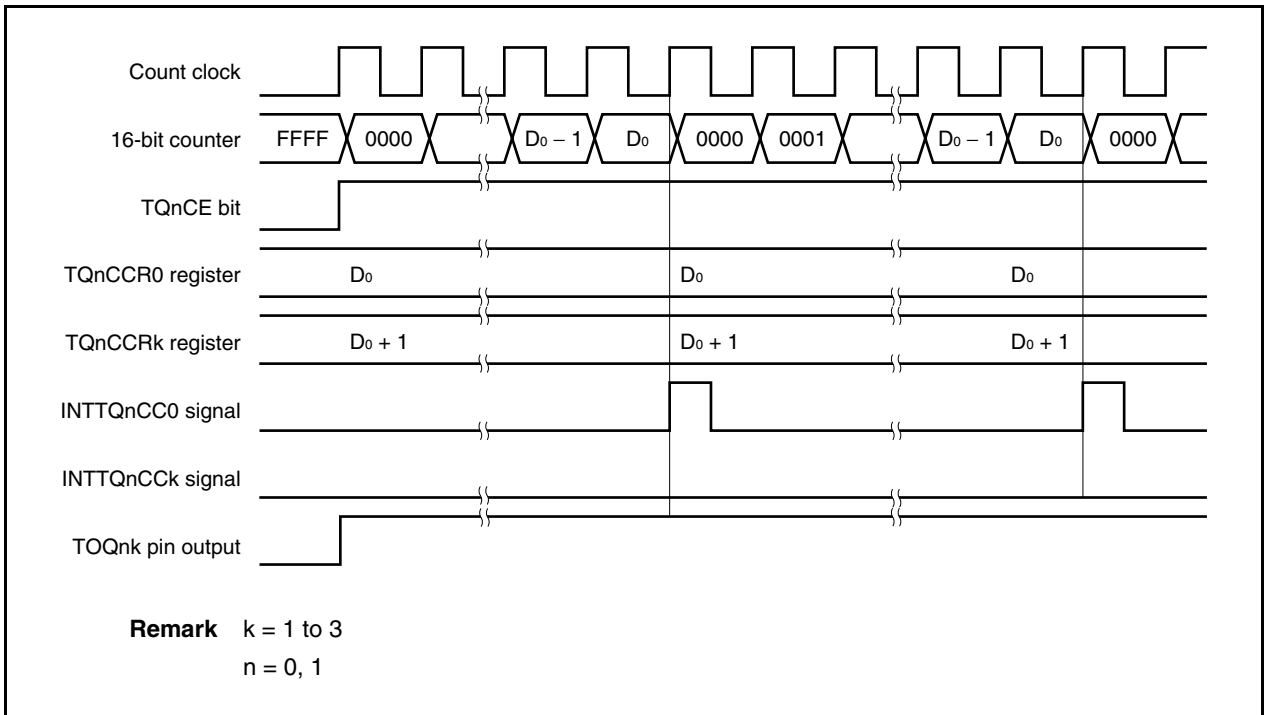 Count clock
16-bit counter FFFF 0000 D₀ − 1 D₀ 0000 0001 D₀ − 1 D₀ 0000
TQnCE bit
TQnCCR0 register D₀ D₀ D₀
TQnCCRk register D₀ + 1 D₀ + 1 D₀ + 1
INTTQnCC0 signal
INTTQnCCk signal
TOQnk pin output
Remark k = 1 to 3
n = 0, 1